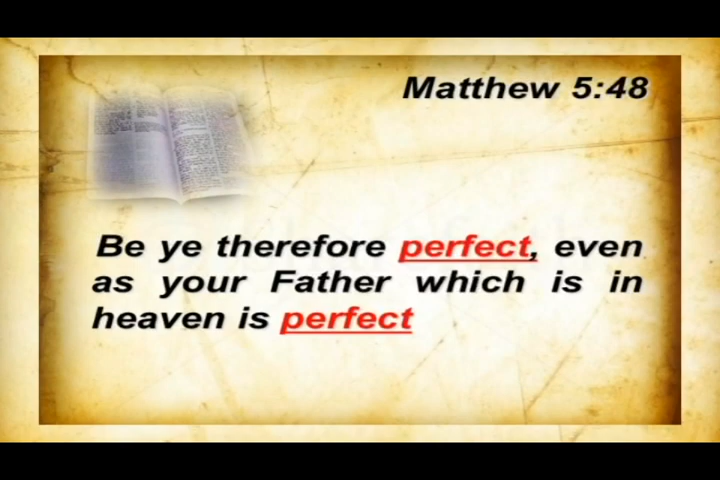 Matthew 5:48
Be ye therefore perfect, even
as your Father which is in
heaven is perfect